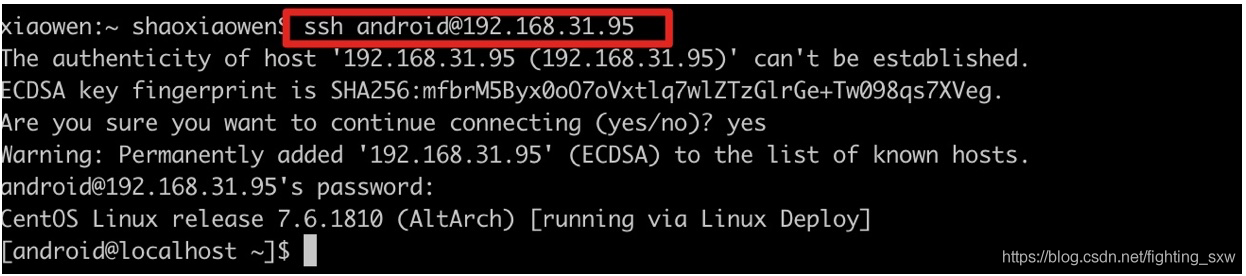 xiaowen:~ shaoxiaowen$ ssh android@192.168.31.95
The authenticity of host '192.168.31.95 (192.168.31.95)' can't be established.
ECDSA key fingerprint is SHA256:mfbrM5Byx0oO7oVxtlq7wlZTzGlrGe+Tw098qs7XVeg.
Are you sure you want to continue connecting (yes/no)? yes
Warning: Permanently added '192.168.31.95' (ECDSA) to the list of known hosts.
android@192.168.31.95's password:
CentOS Linux release 7.6.1810 (AltArch) [running via Linux Deploy]
[android@localhost ~]$
https://blog.csdn.net/fighting_sxw